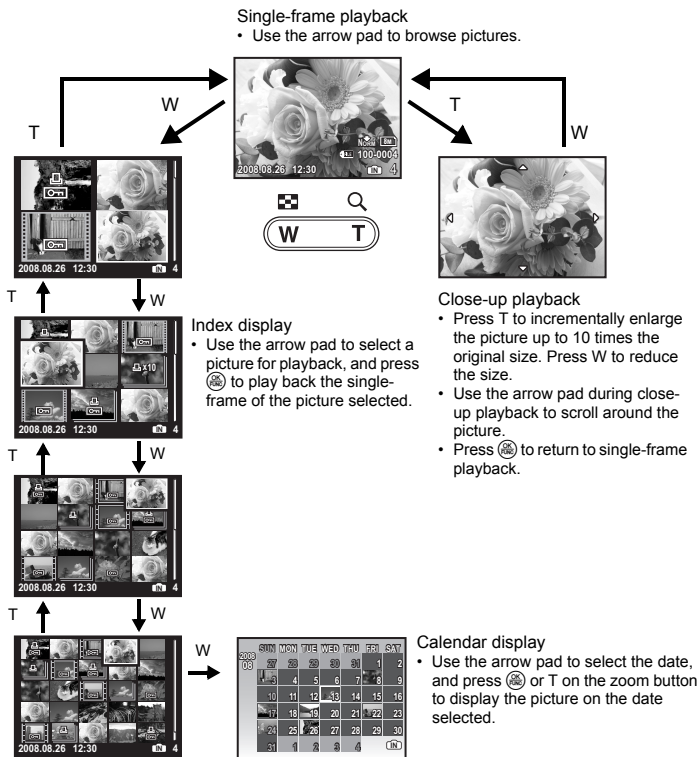 Single-frame playback
• Use the arrow pad to browse pictures.
T
W
T
W
NORM 8M
100-0004
2008.08.26 12:30 IN 4
W T
2008.08.26 12:30 IN 4
T
W
Close-up playback
• Press T to incrementally enlarge
the picture up to 10 times the
original size. Press W to reduce
the size.
• Use the arrow pad during close-
up playback to scroll around the
picture.
• Press OK FUNC to return to single-frame
playback.
Index display
• Use the arrow pad to select a
picture for playback, and press
OK FUNC to play back the single-
frame of the picture selected.
x10
2008.08.26 12:30 IN 4
T
W
2008.08.26 12:30 IN 4
T
W
2008.08.26 12:30 IN 4
W
2008
08
SUN MON TUE WED THU FRI SAT
27 28 29 30 31 1 2
3 4 5 6 7 8 9
10 11 12 13 14 15 16
17 18 19 20 21 22 23
24 25 26 27 28 29 30
31 1 2 3 4
IN
Calendar display
• Use the arrow pad to select the date,
and press OK FUNC or T on the zoom button
to display the picture on the date
selected.